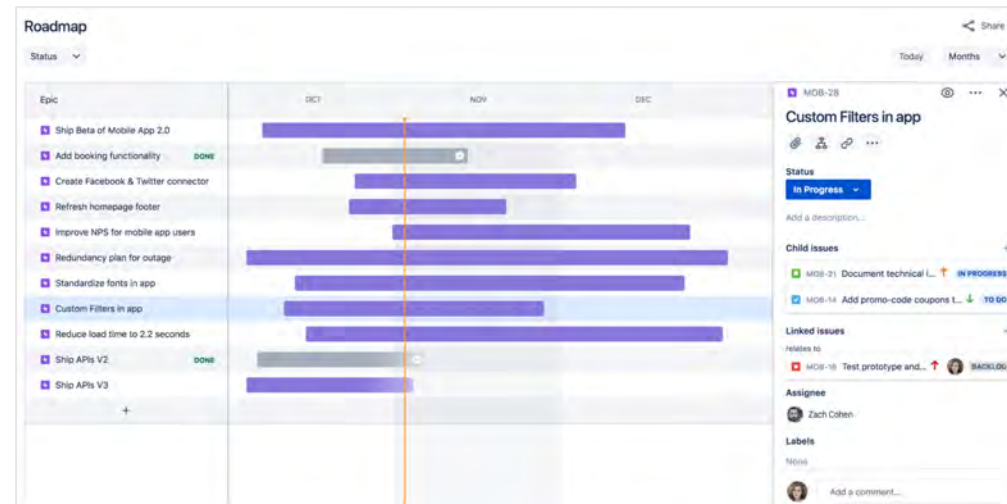 Roadmap
Share
Status
Today Months
Epic
OCT NOV DEC
Ship Beta of Mobile App 2.0
Add booking functionality DONE
Create Facebook & Twitter connector
Refresh homepage footer
Improve NPS for mobile app users
Redundancy plan for outage
Standardize fonts in app
Custom Filters in app
Reduce load time to 2.2 seconds
Ship APIs V2 DONE
Ship APIs V3
+
MOB-28
Custom Filters in app
Status
In Progress
Add a description...
Child issues
MOB-21 Document technical i... IN PROGRESS
MOB-14 Add promo-code coupons t... TO DO
Linked issues
relates to
MOB-18 Test prototype and... BACKLOG
Assignee
Zach Cohen
Labels
None
Add a comment...